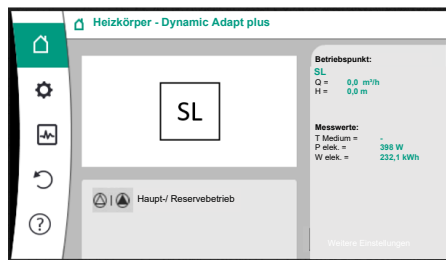 Heizkörper - Dynamic Adapt plus
SL
Haupt-/ Reservebetrieb
Betriebspunkt:
SL
Q = 0,0 m³/h
H = 0,0 m
Messwerte:
T Medium = -
P elek. = 398 W
W elek. = 232,1 kWh
Weitere Einstellungen